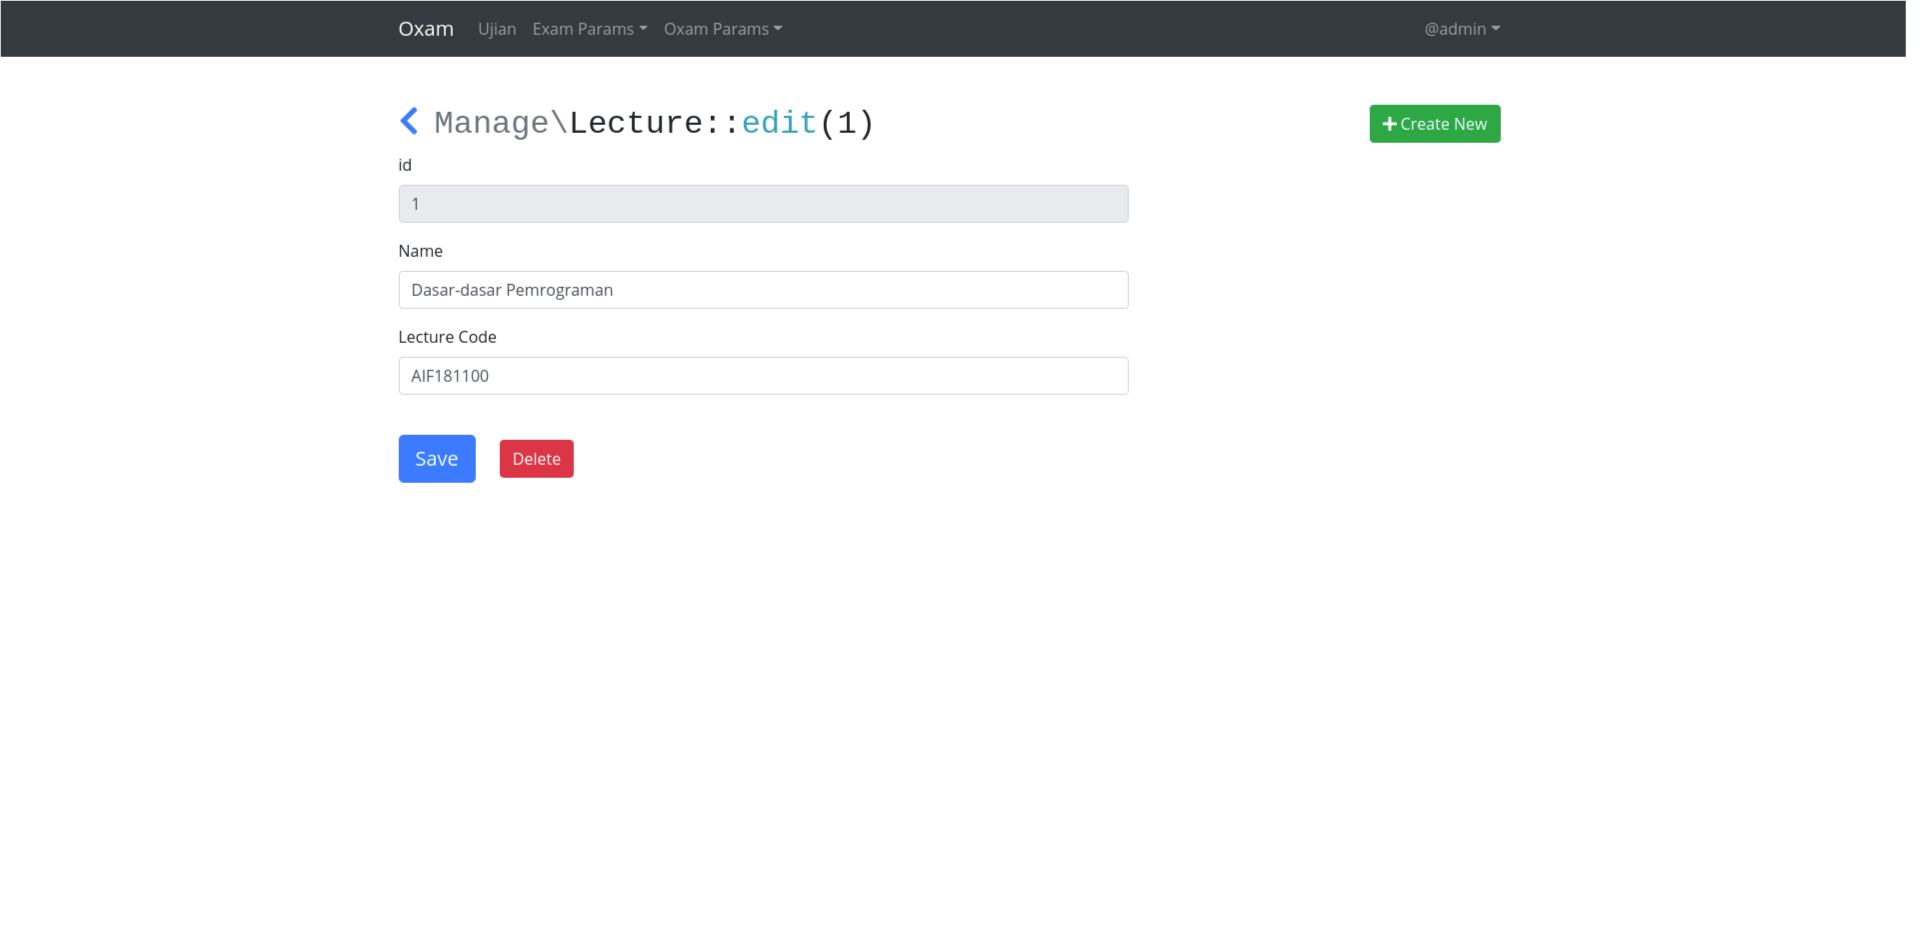 Oxam Ujian Exam Params Oxam Params @admin
Manage\Lecture::edit(1) Create New
id
1
Name
Dasar-dasar Pemrograman
Lecture Code
AIF181100
Save Delete